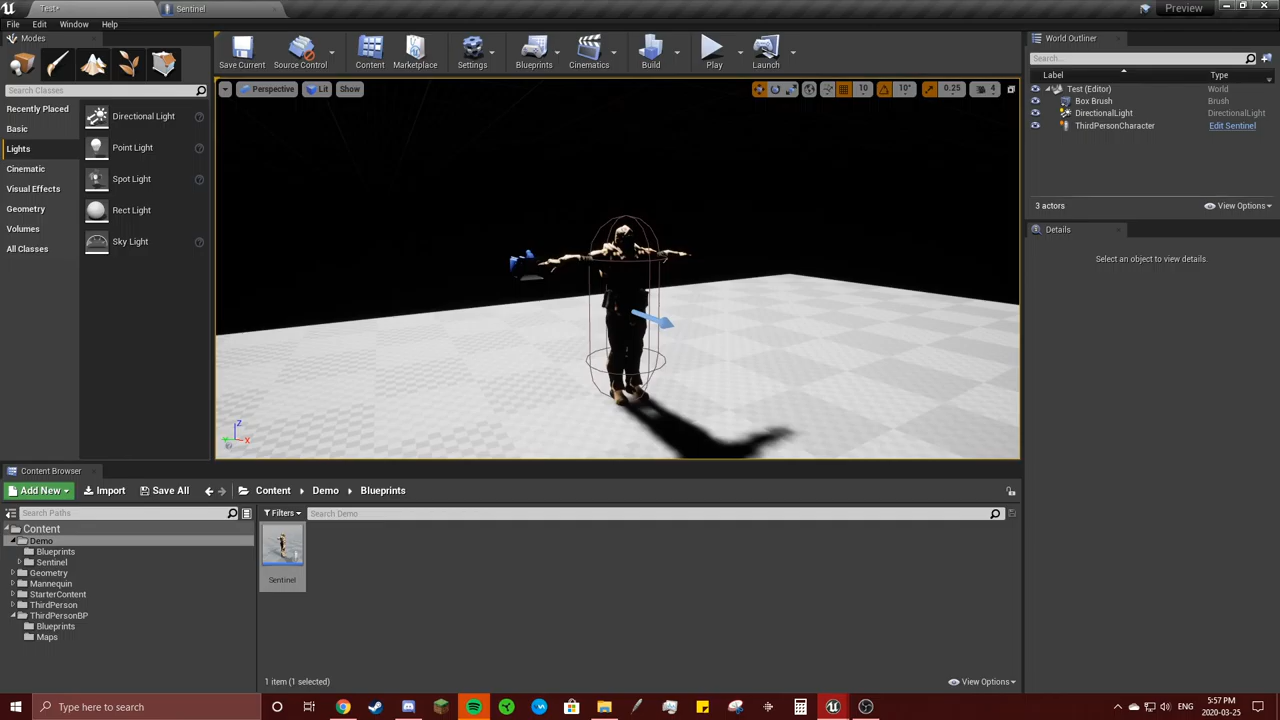 Test*
Sentinel
Preview
File Edit Window Help
Modes
Search Classes
Recently Placed
Basic
Lights
Cinematic
Visual Effects
Geometry
Volumes
All Classes
Directional Light
Point Light
Spot Light
Rect Light
Sky Light
Save Current
Source Control
Content
Marketplace
Settings
Blueprints
Cinematics
Build
Play
Launch
Perspective
Lit
Show
10
10°
0.25
4
Z
X
World Outliner
Search...
Label Type
Test (Editor) World
Box Brush Brush
DirectionalLight DirectionalLight
ThirdPersonCharacter Edit Sentinel
3 actors View Options
Details
Select an object to view details.
Content Browser
Add New Import Save All Content Demo Blueprints
Search Paths
Filters
Search Demo
Content
Demo
Blueprints
Sentinel
Geometry
Mannequin
StarterContent
ThirdPerson
ThirdPersonBP
Blueprints
Maps
Sentinel
1 item (1 selected)
View Options
Type here to search
5:57 PM
2020-03-25